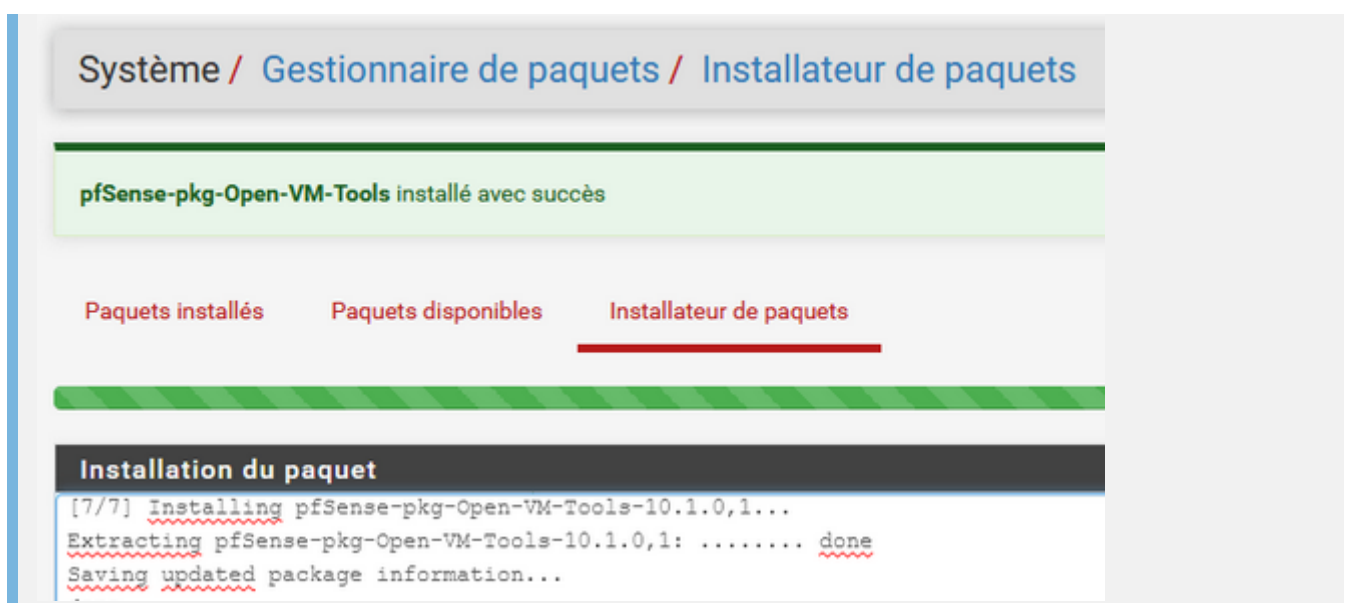 Système / Gestionnaire de paquets / Installateur de paquets
pfSense-pkg-Open-VM-Tools installé avec succès
Paquets installés Paquets disponibles Installateur de paquets
Installation du paquet
[7/7] Installing pfSense-pkg-Open-VM-Tools-10.1.0,1...
Extracting pfSense-pkg-Open-VM-Tools-10.1.0,1: ........ done
Saving updated package information...